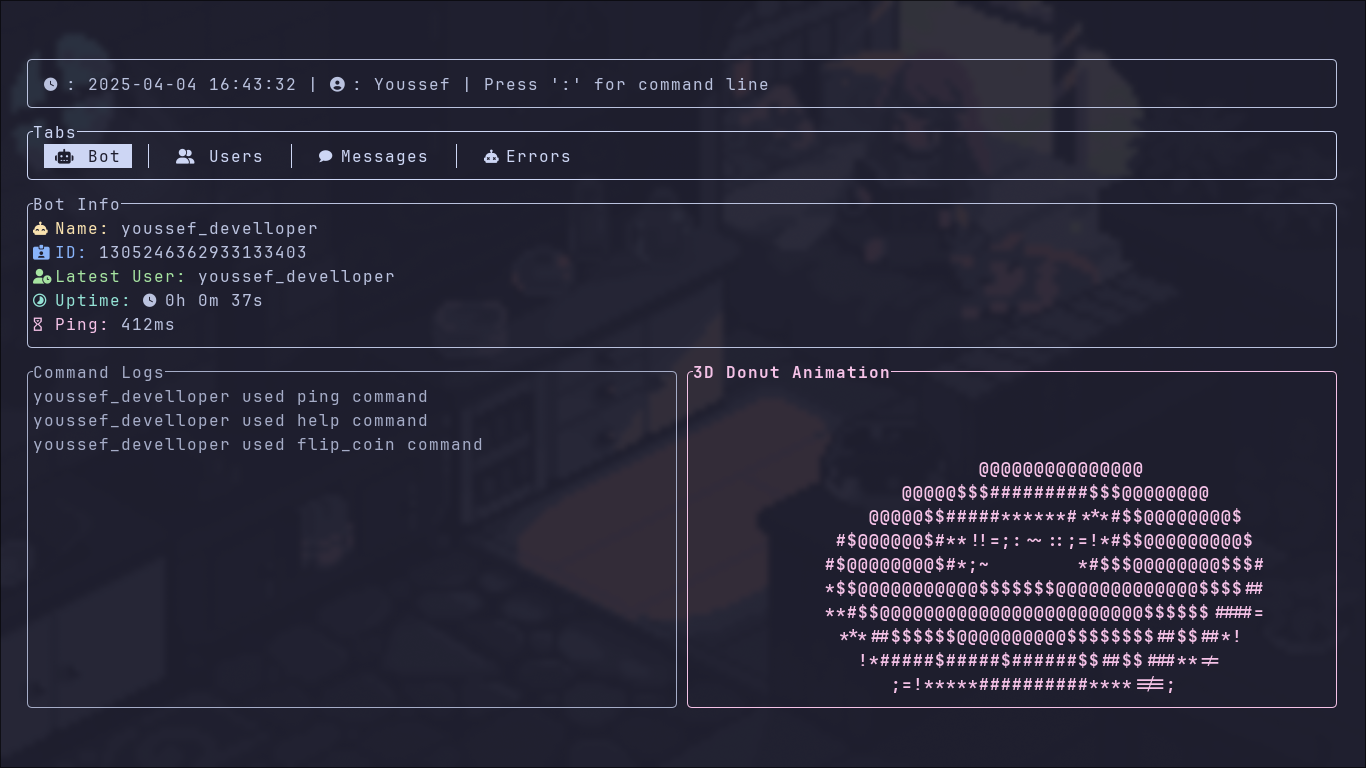 : 2025-04-04 16:43:32 | : Youssef | Press ':' for command line
Tabs
Bot | Users | Messages | Errors
Bot Info
Name: youssef_develloper
ID: 1305246362933133403
Latest User: youssef_develloper
Uptime: 0h 0m 37s
Ping: 412ms
Command Logs
youssef_develloper used ping command
youssef_develloper used help command
youssef_develloper used flip_coin command
3D Donut Animation
@@@@@@@@@@@@@@@
@@@@@$$$#########$$$@@@@@@@@
@@@@@$$#####******#***#$$@@@@@@@@$
#$@@@@@@$#**!!=;:~~::;=!*#$$@@@@@@@@@$
#$@@@@@@@@$#*;~        *#$$$@@@@@@@@$$$#
*$$@@@@@@@@@@@$$$$$$$@@@@@@@@@@@@@$$$$##
**#$$@@@@@@@@@@@@@@@@@@@@@@@@$$$$$$####=
***##$$$$$$@@@@@@@@@@$$$$$$$$##$$##*!
!*#####$#####$######$$##$$###**!=
;=!*****##########****!==;